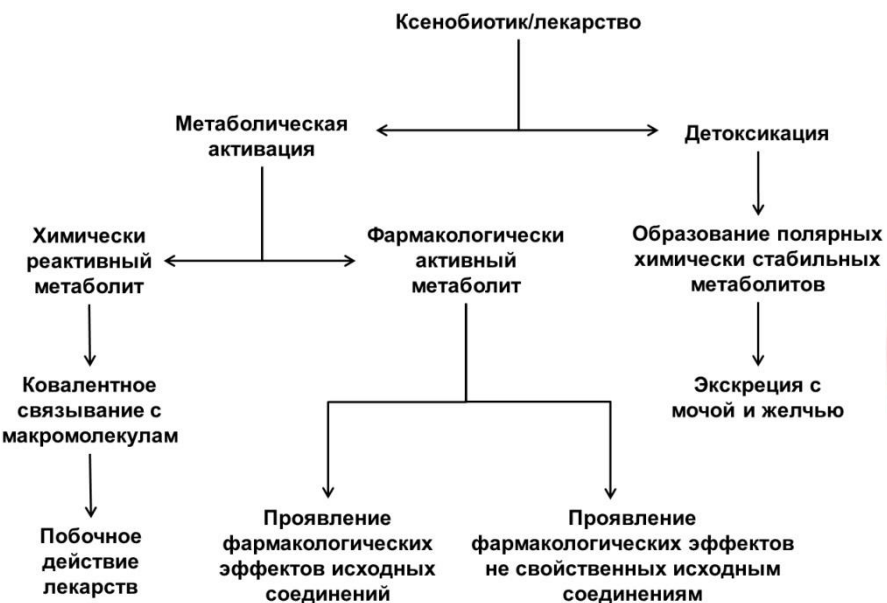 Ксенобиотик/лекарство
Метаболическая
активация
Детоксикация
Химически
реактивный
метаболит
Фармакологически
активный
метаболит
Образование полярных
химически стабильных
метаболитов
Ковалентное
связывание с
макромолекулам
Экскреция с
мочой и желчью
Побочное
действие
лекарств
Проявление
фармакологических
эффектов исходных
соединений
Проявление
фармакологических эффектов
не свойственных исходным
соединениям